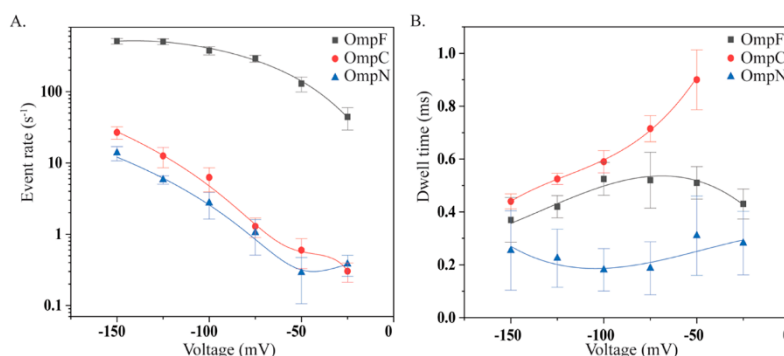 A.
OmpF
OmpC
OmpN
Event rate (s⁻¹)
100
10
1
0.1
-150
-100
-50
0
Voltage (mV)
B.
OmpF
OmpC
OmpN
Dwell time (ms)
1.0
0.8
0.6
0.4
0.2
0.0
-150
-100
-50
0
Voltage (mV)